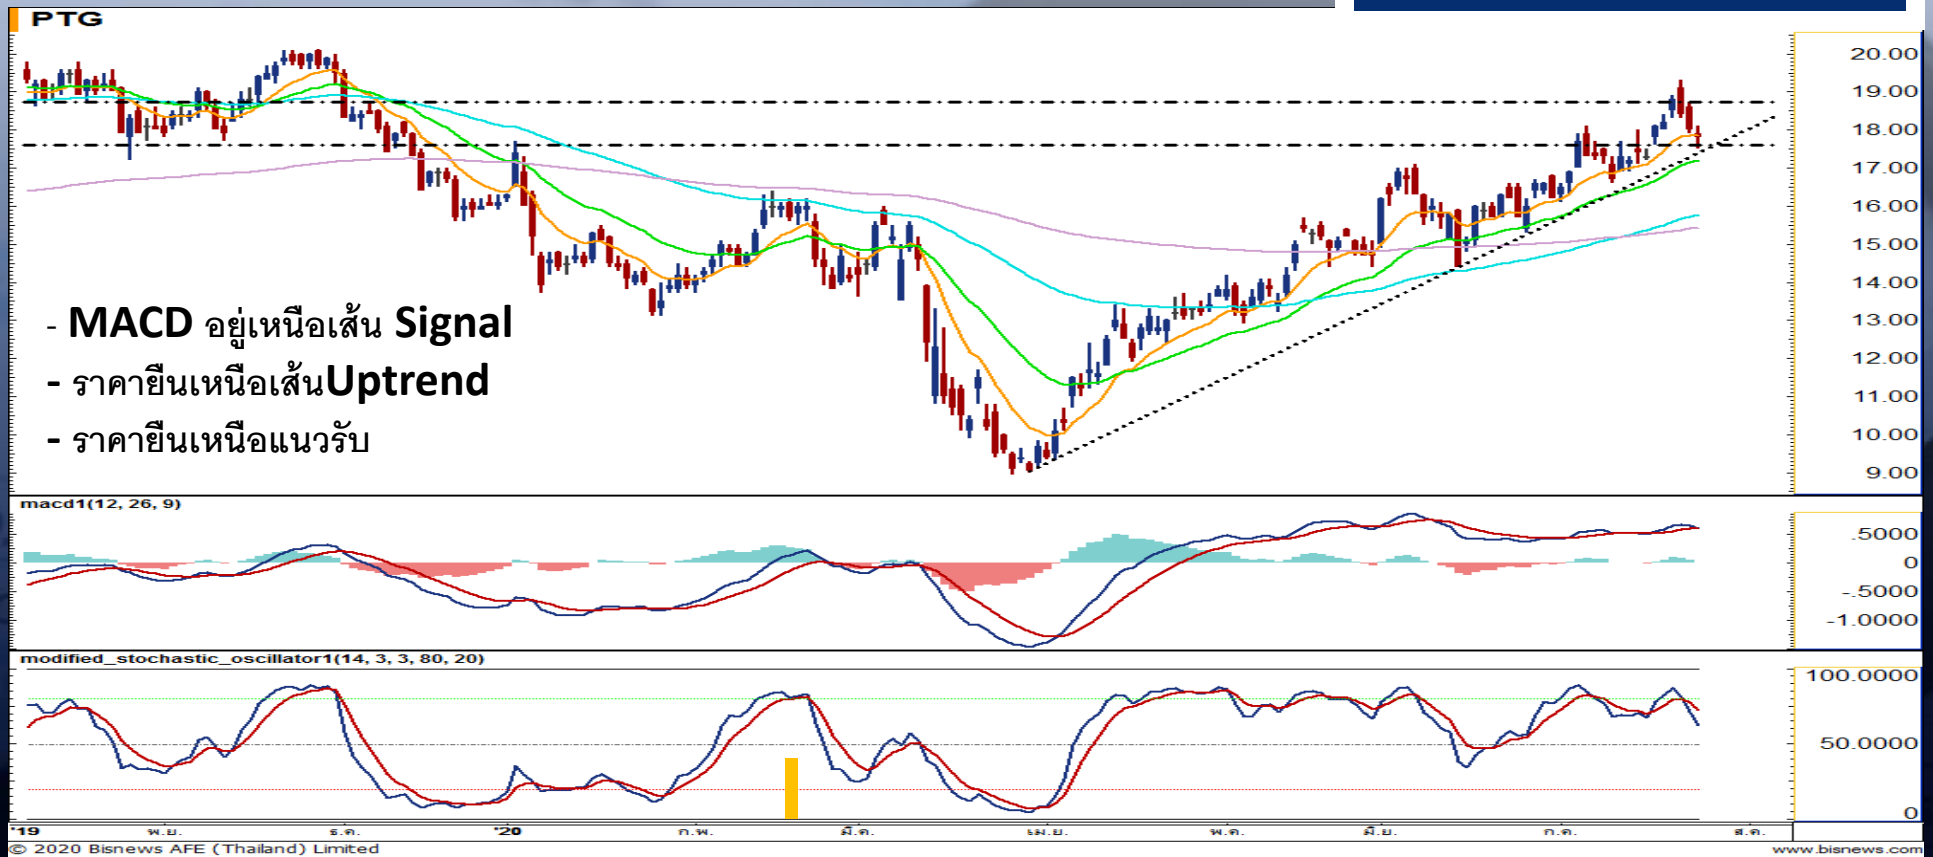 PTG
20.00
19.00
18.00
17.00
16.00
15.00
14.00
13.00
12.00
11.00
10.00
9.00
- MACD อยู่เหนือเส้น Signal
- ราคายืนเหนือเส้นUptrend
- ราคายืนเหนือแนวรับ
macd1(12, 26, 9)
.5000
0
-.5000
-1.0000
modified_stochastic_oscillator1(14, 3, 3, 80, 20)
100.0000
50.0000
0
'19 พ.ย. ธ.ค. '20 ก.พ. มี.ค. เม.ย. พ.ค. มิ.ย. ก.ค. ส.ค.
© 2020 Bisnews AFE (Thailand) Limited www.bisnews.com